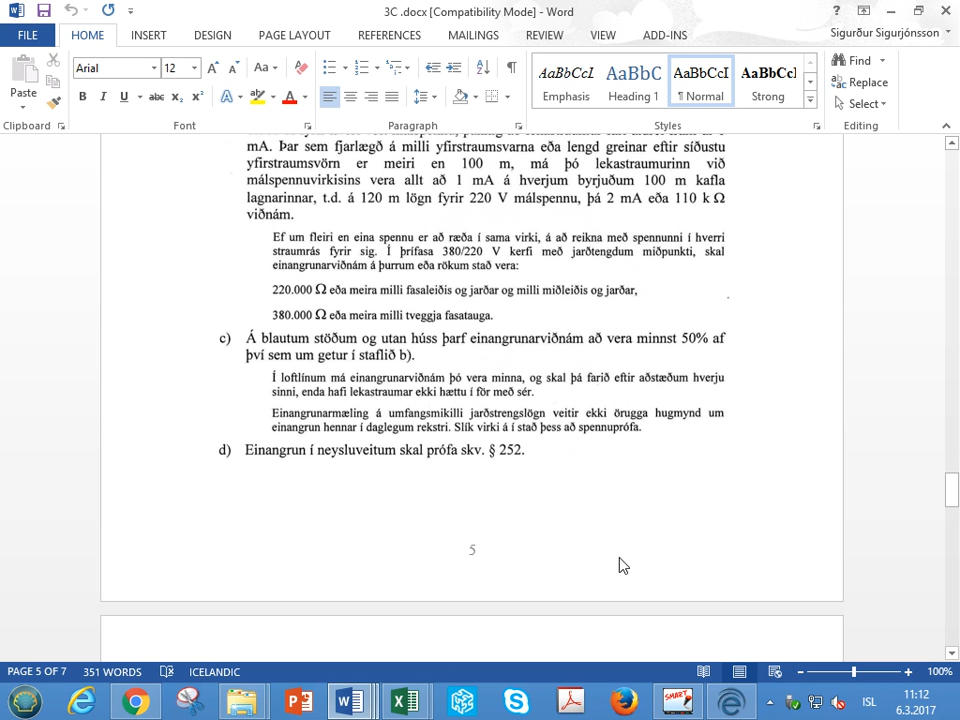 3C .docx [Compatibility Mode] - Word
FILE HOME INSERT DESIGN PAGE LAYOUT REFERENCES MAILINGS REVIEW VIEW ADD-INS Sigurður Sigurjónsson
Arial 12 Aa Find
Paste Replace
B I U abc X₂ X² A A Select
AaBbCcI AaBbC AaBbCcI AaBbCcI
Emphasis Heading 1 ¶ Normal Strong
Clipboard Font Paragraph Styles Editing
mA. Þar sem fjarlægð á milli yfirstraumsvarna eða lengd greinar eftir síðustu
yfirstraumsvörn er meiri en 100 m, má þó lekastraumurinn við
málspennuvirkisins vera allt að 1 mA á hverjum byrjuðum 100 m kafla
lagnarinnar, t.d. á 120 m lögn fyrir 220 V málspennu, þá 2 mA eða 110 k Ω
viðnám.
Ef um fleiri en eina spennu er að ræða í sama virki, á að reikna með spennunni í hverri
straumrás fyrir sig. Í þrífasa 380/220 V kerfi með jarðtengdum miðpunkti, skal
einangrunarviðnám á þurrum eða rökum stað vera:
220.000 Ω eða meira milli fasaleiðis og jarðar og milli miðleiðis og jarðar,
380.000 Ω eða meira milli tveggja fasatauga.
c) Á blautum stöðum og utan húss þarf einangrunarviðnám að vera minnst 50% af
því sem um getur í staflið b).
Í loftlínum má einangrunarviðnám þó vera minna, og skal þá farið eftir aðstæðum hverju
sinni, enda hafi lekastraumar ekki hættu í för með sér.
Einangrunarmæling á umfangsmikilli jarðstrengslögn veitir ekki örugga hugmynd um
einangrun hennar í daglegum rekstri. Slík virki á í stað þess að spennuprófa.
d) Einangrun í neysluveitum skal prófa skv. § 252.
5
PAGE 5 OF 7 351 WORDS ICELANDIC 100%
ISL 11:12
6.3.2017